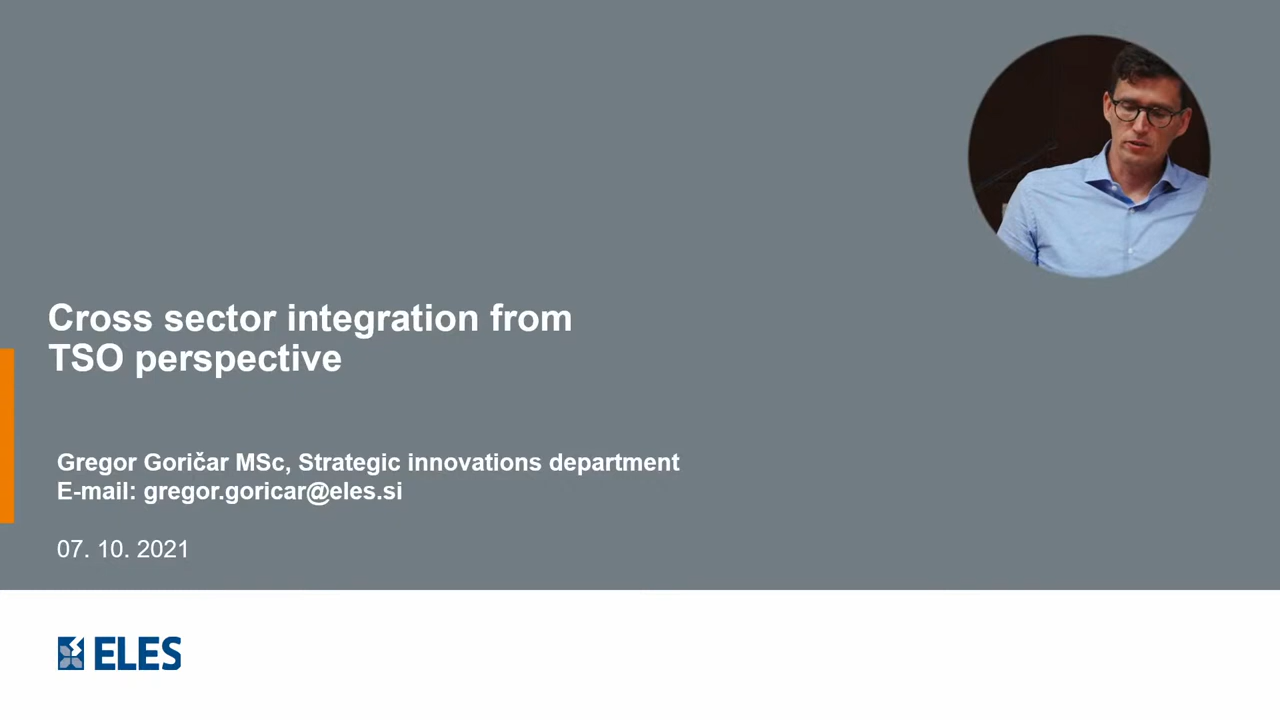 Cross sector integration from
TSO perspective
Gregor Goričar MSc, Strategic innovations department
E-mail: gregor.goricar@eles.si
07. 10. 2021
ELES